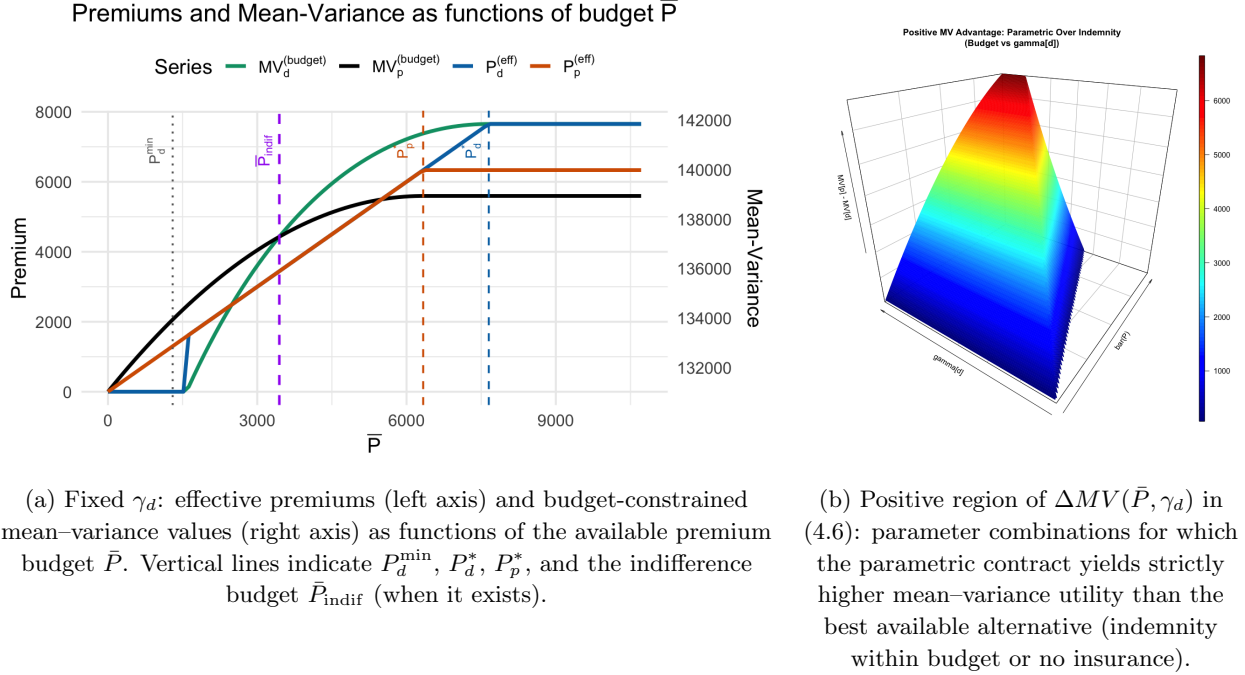 Premiums and Mean-Variance as functions of budget P̅
Series MV_d^(budget) MV_p^(budget) P_d^(eff) P_p^(eff)
8000
6000
4000
2000
0
Premium
P_d^min
P̅_indif
P_p^*
P_d^*
142000
140000
138000
136000
134000
132000
Mean-Variance
0 3000 6000 9000
P̅
(a) Fixed γ_d: effective premiums (left axis) and budget-constrained
mean–variance values (right axis) as functions of the available premium
budget P̄. Vertical lines indicate P_d^min, P_d^*, P_p^*, and the indifference
budget P̄_indif (when it exists).
Positive MV Advantage: Parametric Over Indemnity
(Budget vs gamma[d])
MV[p] - MV[d]
gamma[d]
bar(P)
6000
5000
4000
3000
2000
1000
(b) Positive region of ΔMV(P̄, γ_d) in
(4.6): parameter combinations for which
the parametric contract yields strictly
higher mean–variance utility than the
best available alternative (indemnity
within budget or no insurance).